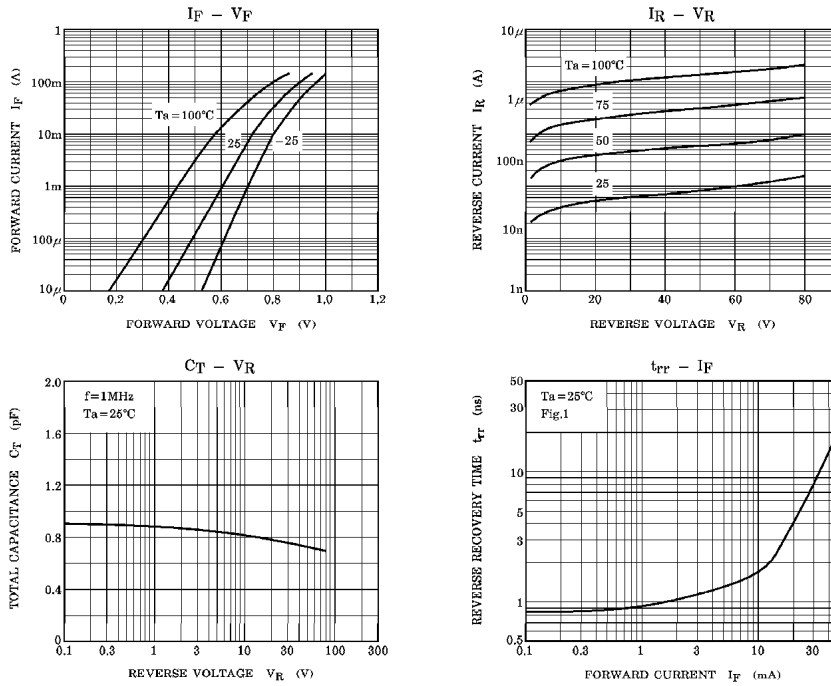 IF – VF
FORWARD CURRENT IF (A)
1
100m
10m
1m
100μ
10μ
Ta=100°C
25
−25
0
0,2
0.4
0.6
0.8
1,0
1,2
FORWARD VOLTAGE VF (V)
IR – VR
REVERSE CURRENT IR (A)
10μ
1μ
100n
10n
1n
Ta=100°C
75
50
25
0
20
40
60
80
REVERSE VOLTAGE VR (V)
CT – VR
TOTAL CAPACITANCE CT (pF)
2.0
1.6
1.2
0.8
0.4
0
f=1MHz
Ta=25°C
0.1
0.3
1
3
10
30
100
300
REVERSE VOLTAGE VR (V)
trr – IF
REVERSE RECOVERY TIME trr (ns)
50
30
10
5
3
1
0.5
Ta=25°C
Fig,1
0.1
0.3
1
3
10
30
FORWARD CURRENT IF (mA)